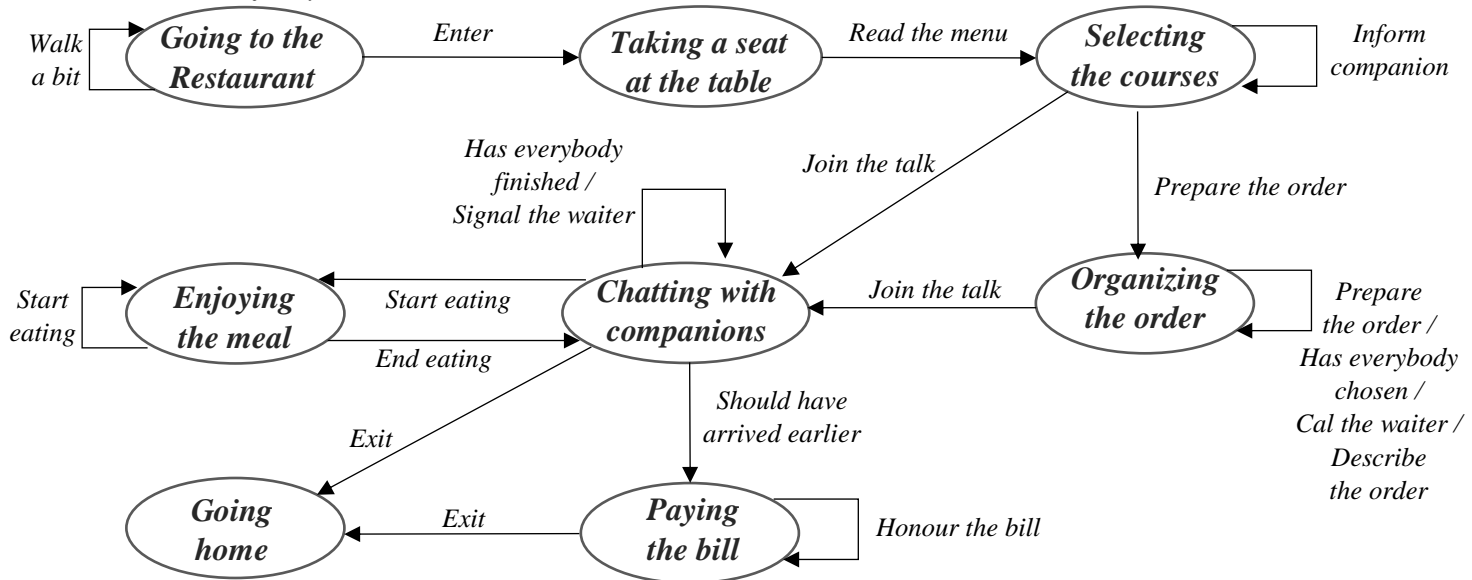 Walk
a bit
Going to the
Restaurant
Enter
Taking a seat
at the table
Read the menu
Selecting
the courses
Inform
companion
Has everybody
finished /
Signal the waiter
Join the talk
Prepare the order
Start
eating
Enjoying
the meal
Start eating
End eating
Chatting with
companions
Join the talk
Organizing
the order
Prepare
the order /
Has everybody
chosen /
Cal the waiter /
Describe
the order
Exit
Should have
arrived earlier
Going
home
Exit
Paying
the bill
Honour the bill